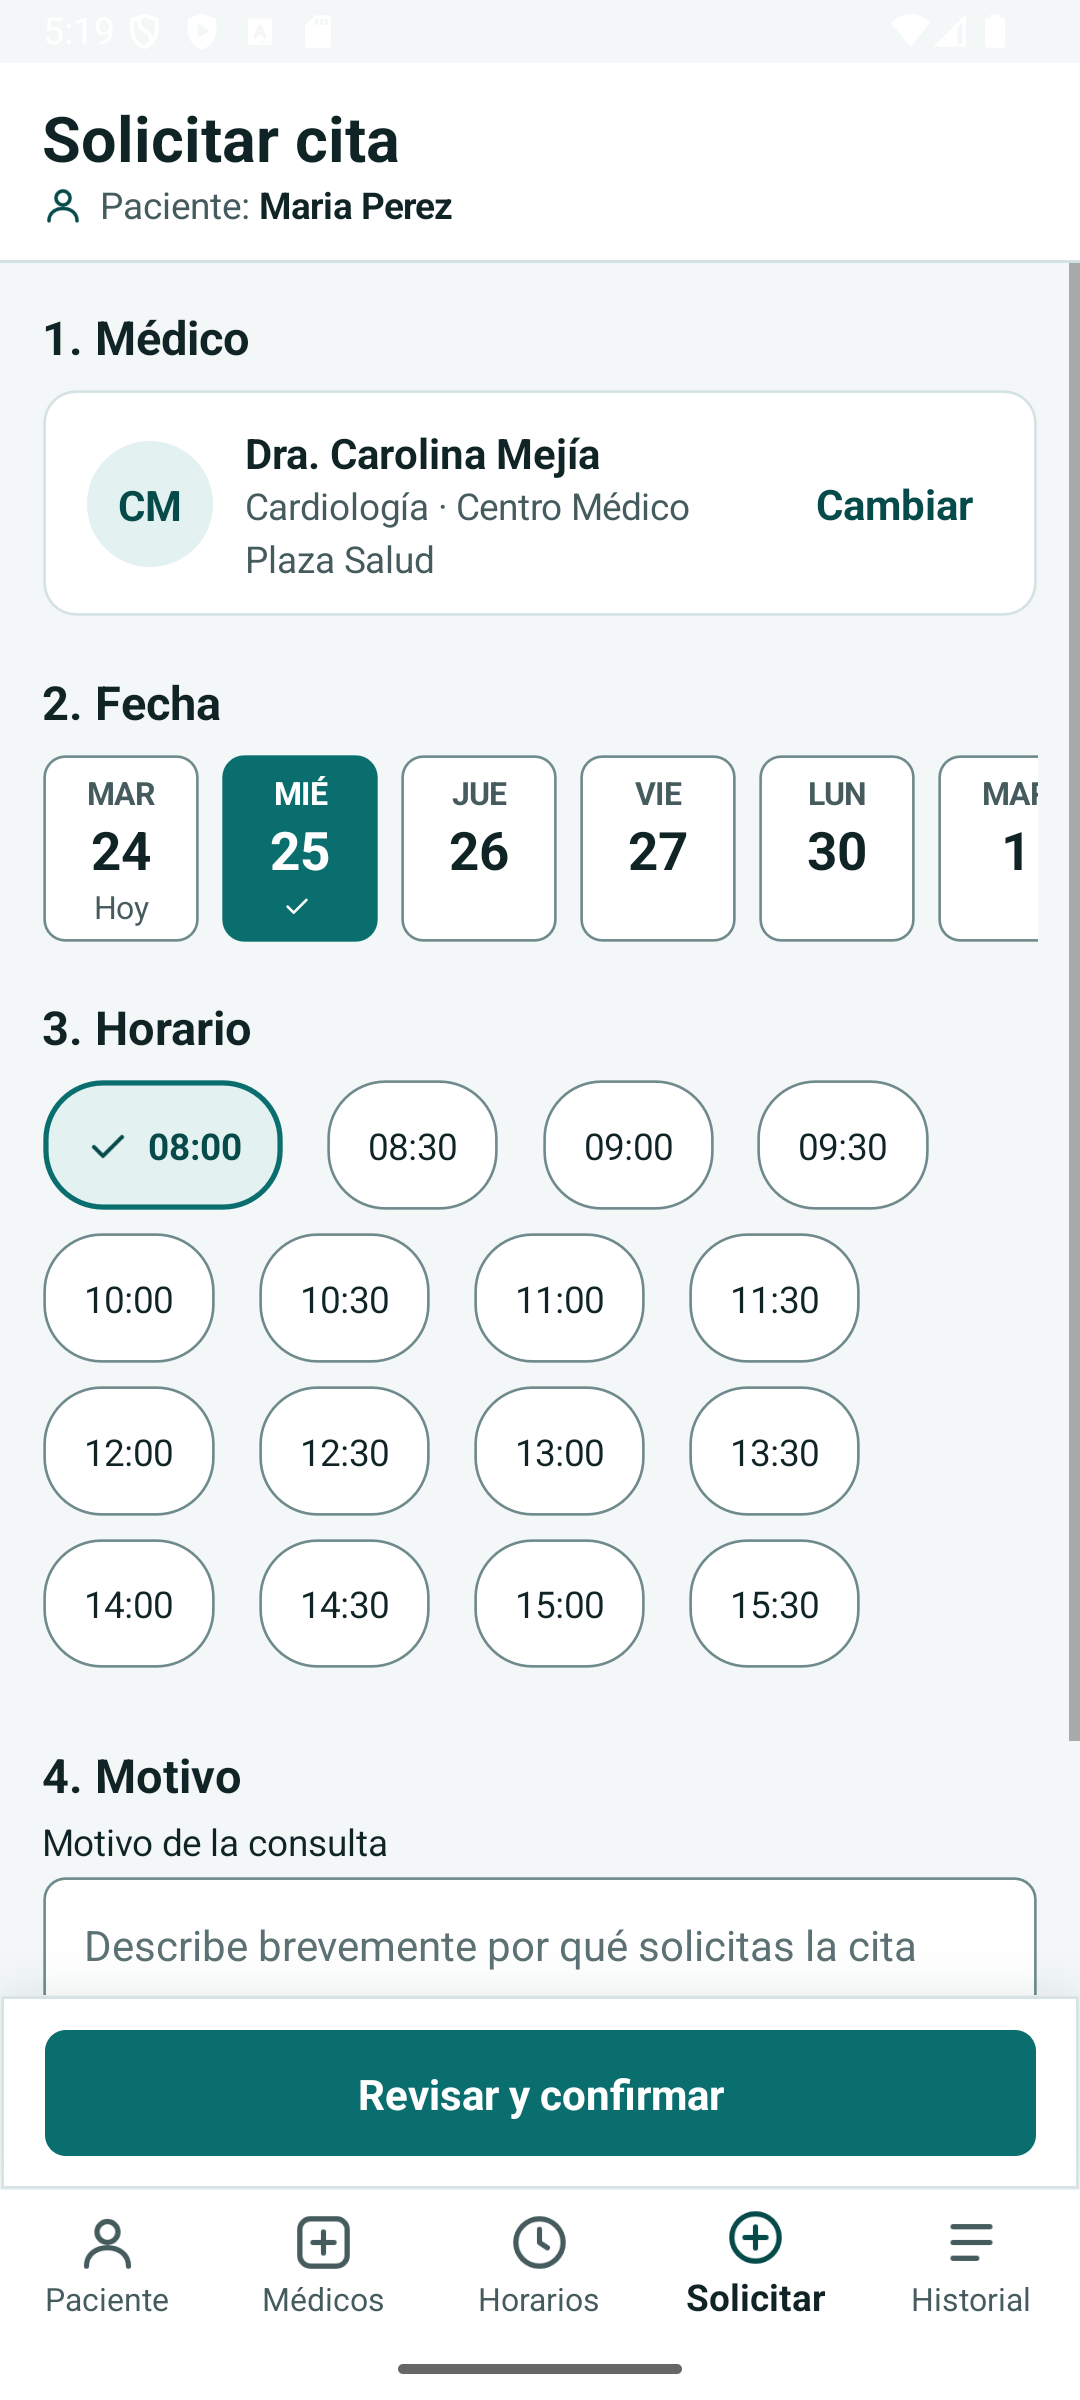 5:19
Solicitar cita
Paciente: Maria Perez
1. Médico
CM
Dra. Carolina Mejía
Cardiología · Centro Médico
Plaza Salud
Cambiar
2. Fecha
MAR MIÉ JUE VIE LUN
24 25 26 27 30
Hoy
3. Horario
08:00 08:30 09:00 09:30
10:00 10:30 11:00 11:30
12:00 12:30 13:00 13:30
14:00 14:30 15:00 15:30
4. Motivo
Motivo de la consulta
Describe brevemente por qué solicitas la cita
Revisar y confirmar
Paciente Médicos Horarios Solicitar Historial